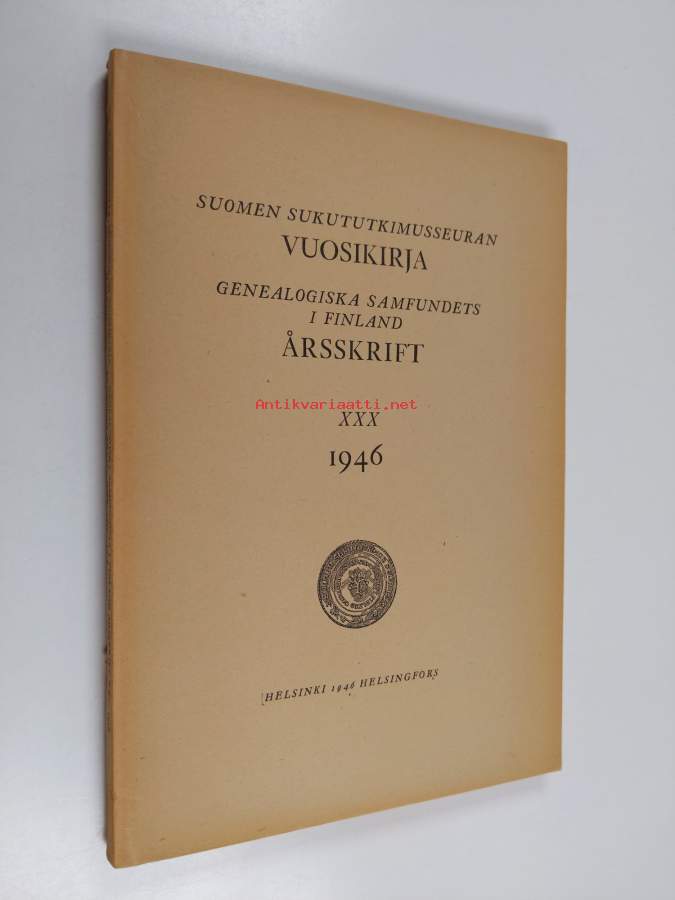 SUOMEN SUKUTUTKIMUSSEURAN
VUOSIKIRJA
GENEALOGISKA SAMFUNDETS
I FINLAND
ÅRSSKRIFT
Antikvariaatti.net
XXX
1946
HELSINKI 1946 HELSINGFORS